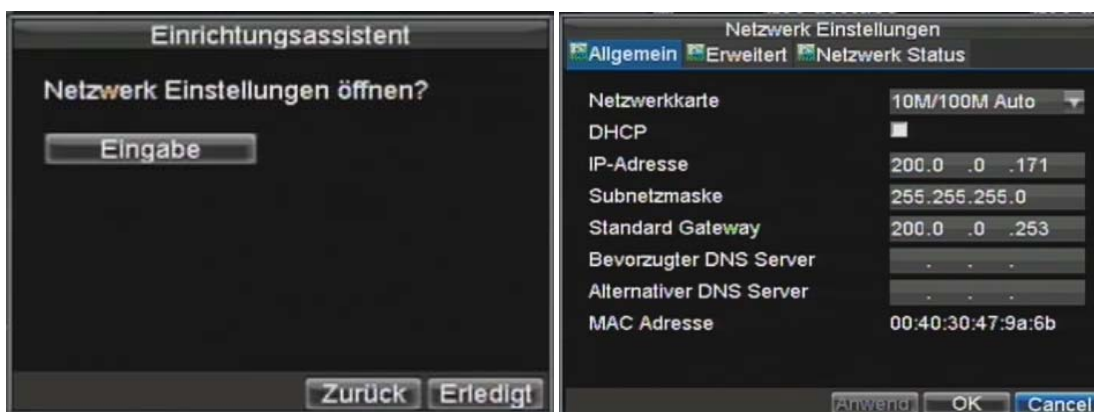 Einrichtungsassistent
Netzwerk Einstellungen öffnen?
Eingabe
Zurück Erledigt
Netzwerk Einstellungen
Allgemein Erweitert Netzwerk Status
Netzwerkkarte 10M/100M Auto
DHCP
IP-Adresse 200.0 .0 .171
Subnetzmaske 255.255.255.0
Standard Gateway 200.0 .0 .253
Bevorzugter DNS Server . . .
Alternativer DNS Server . . .
MAC Adresse 00:40:30:47:9a:6b
Anwend OK Cancel